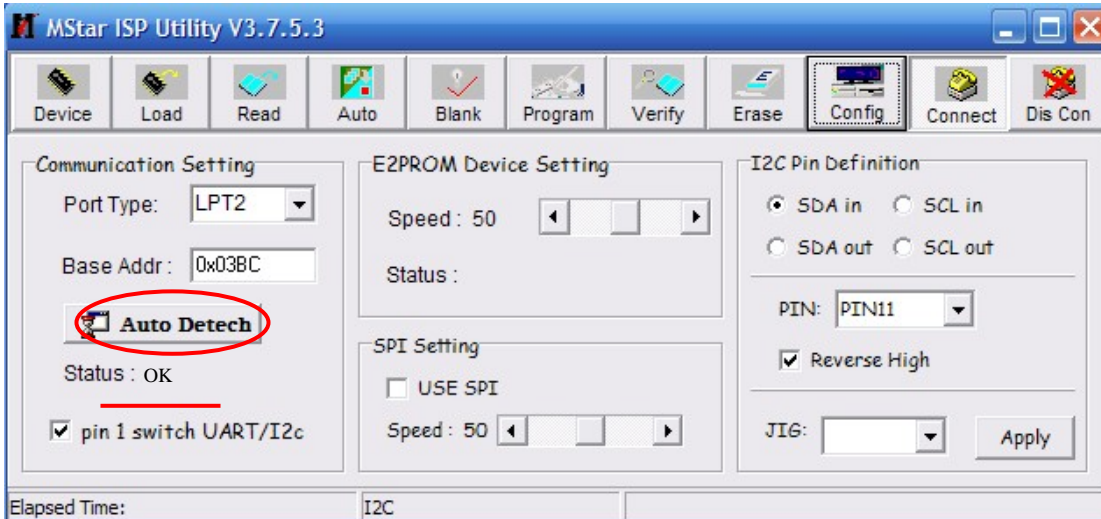 MStar ISP Utility V3.7.5.3
Device Load Read Auto Blank Program Verify Erase Config Connect Dis Con
Communication Setting
Port Type: LPT2
Base Addr : 0x03BC
Auto Detech
Status : OK
pin 1 switch UART/I2c
E2PROM Device Setting
Speed : 50
Status :
SPI Setting
USE SPI
Speed : 50
I2C Pin Definition
SDA in SCL in
SDA out SCL out
PIN: PIN11
Reverse High
JIG: Apply
Elapsed Time: I2C